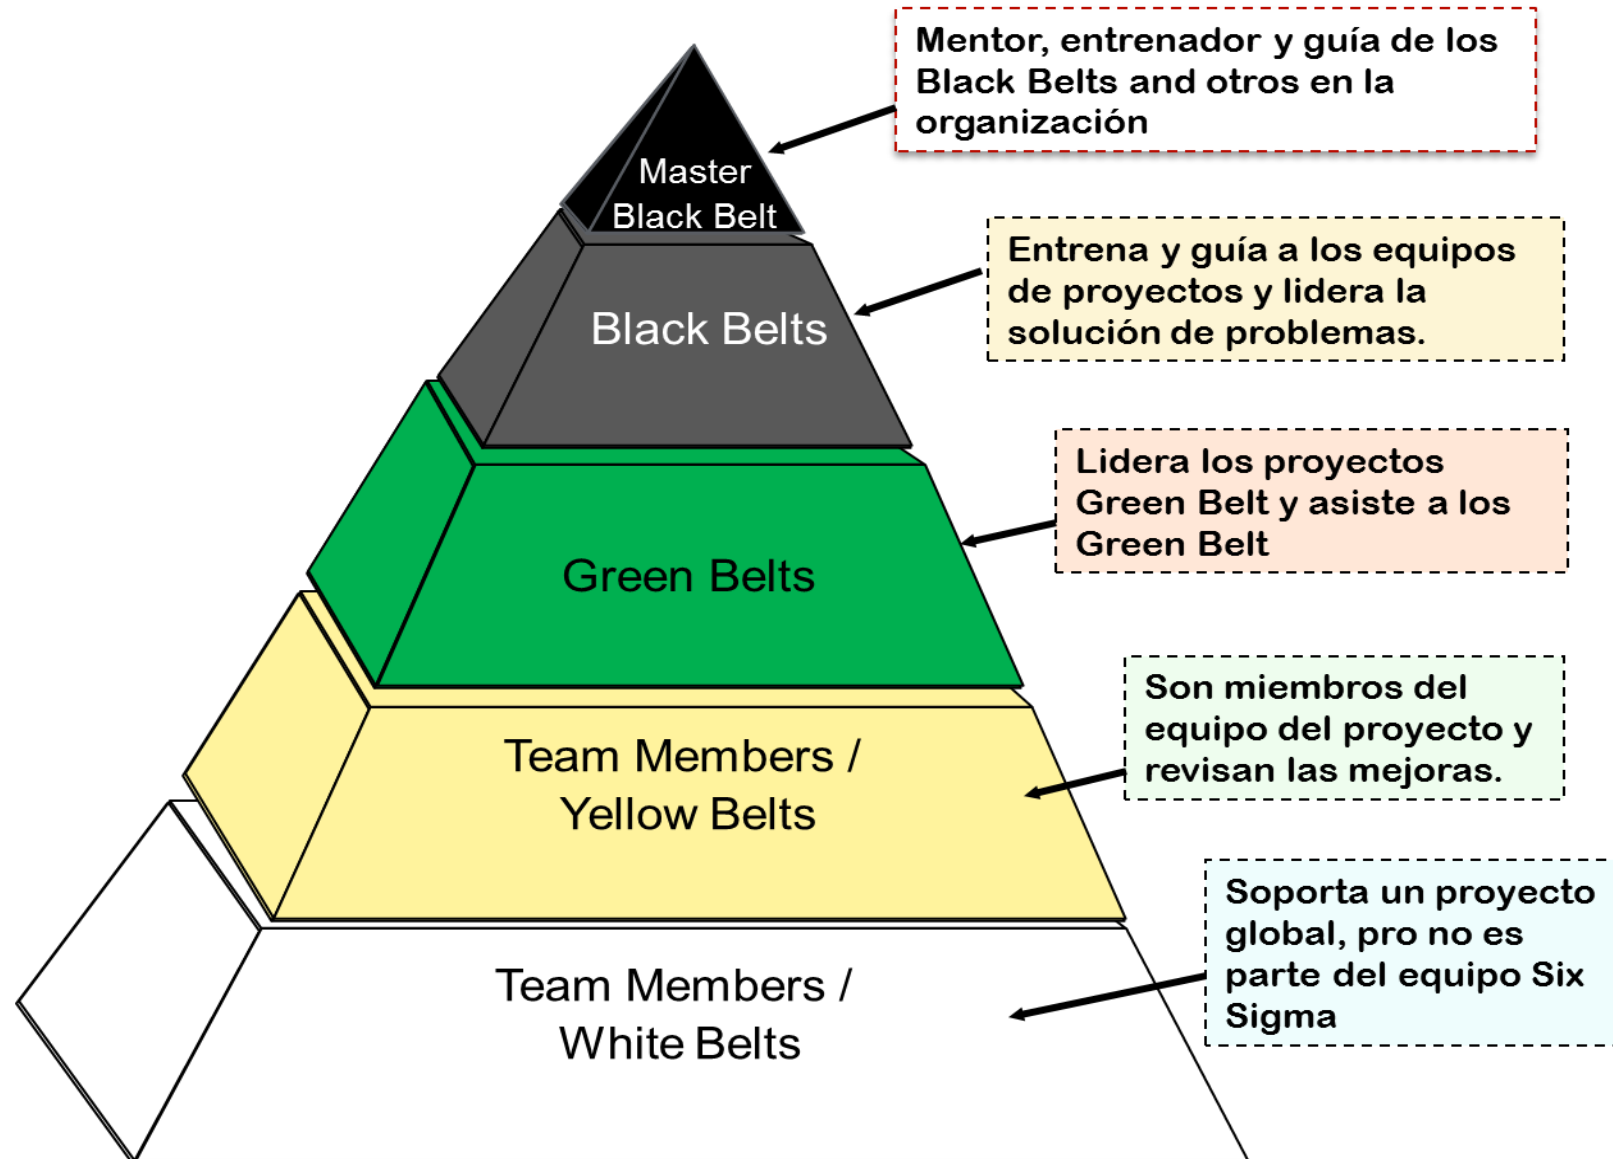 Mentor, entrenador y guía de los
Black Belts and otros en la
organización
Master
Black Belt
Entrena y guía a los equipos
de proyectos y lidera la
solución de problemas.
Black Belts
Lidera los proyectos
Green Belt y asiste a los
Green Belt
Green Belts
Son miembros del
equipo del proyecto y
revisan las mejoras.
Team Members /
Yellow Belts
Soporta un proyecto
global, pro no es
parte del equipo Six
Sigma
Team Members /
White Belts